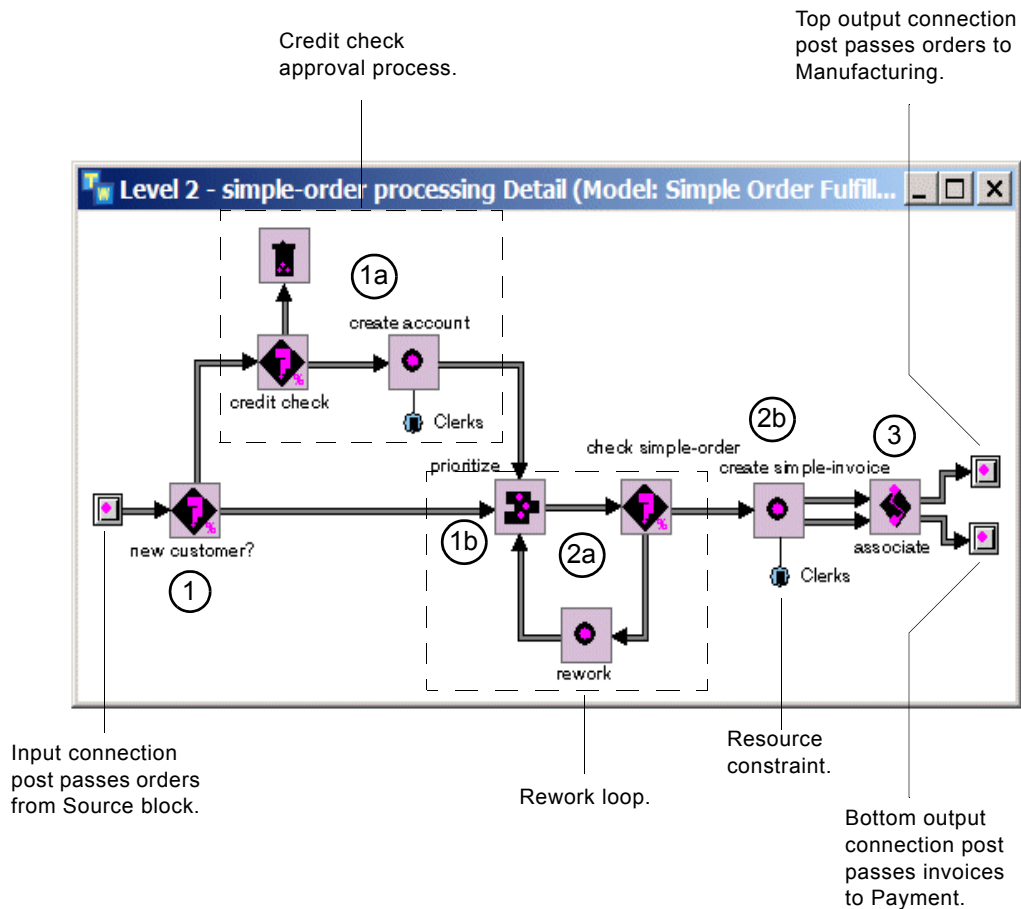 Top output connection
post passes orders to
Manufacturing.
Credit check
approval process.
TW
Level 2 - simple-order processing Detail (Model: Simple Order Fulfill...
1a
create account
credit check
Clerks
2b
3
check simple-order
prioritize
create simple-invoice
1b
2a
new customer?
associate
1
Clerks
rework
Input connection
post passes orders
from Source block.
Resource
constraint.
Rework loop.
Bottom output
connection post
passes invoices
to Payment.